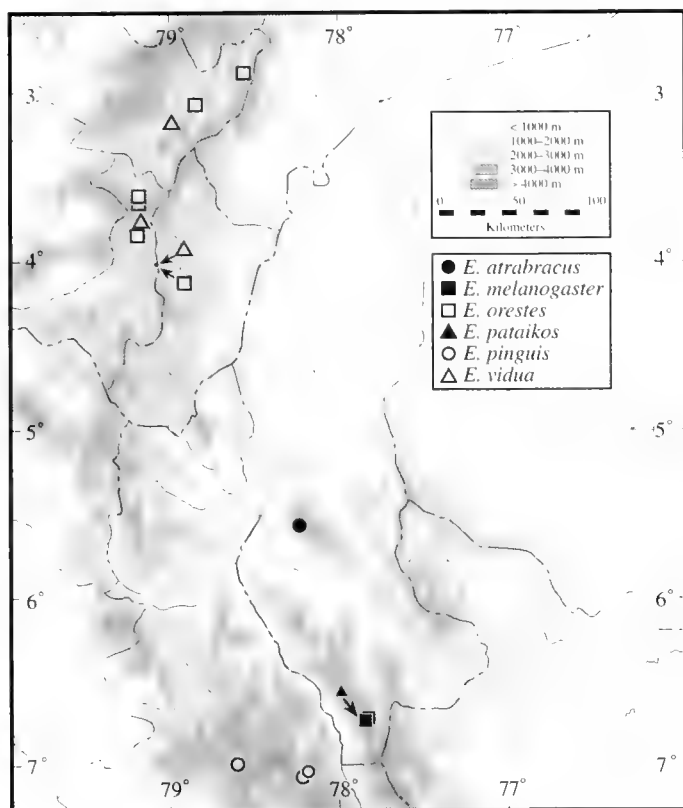 79 78 77
3 3
< 1000 m
1000–2000 m
2000–3000 m
3000–4000 m
> 4000 m
0 50 100
Kilometers
4° 4°
E. atrabracus
E. melanogaster
E. orestes
E. pataikos
E. pinguis
E. vidua
5 5°
6° 6°
7° 7°
79° 78° 77°